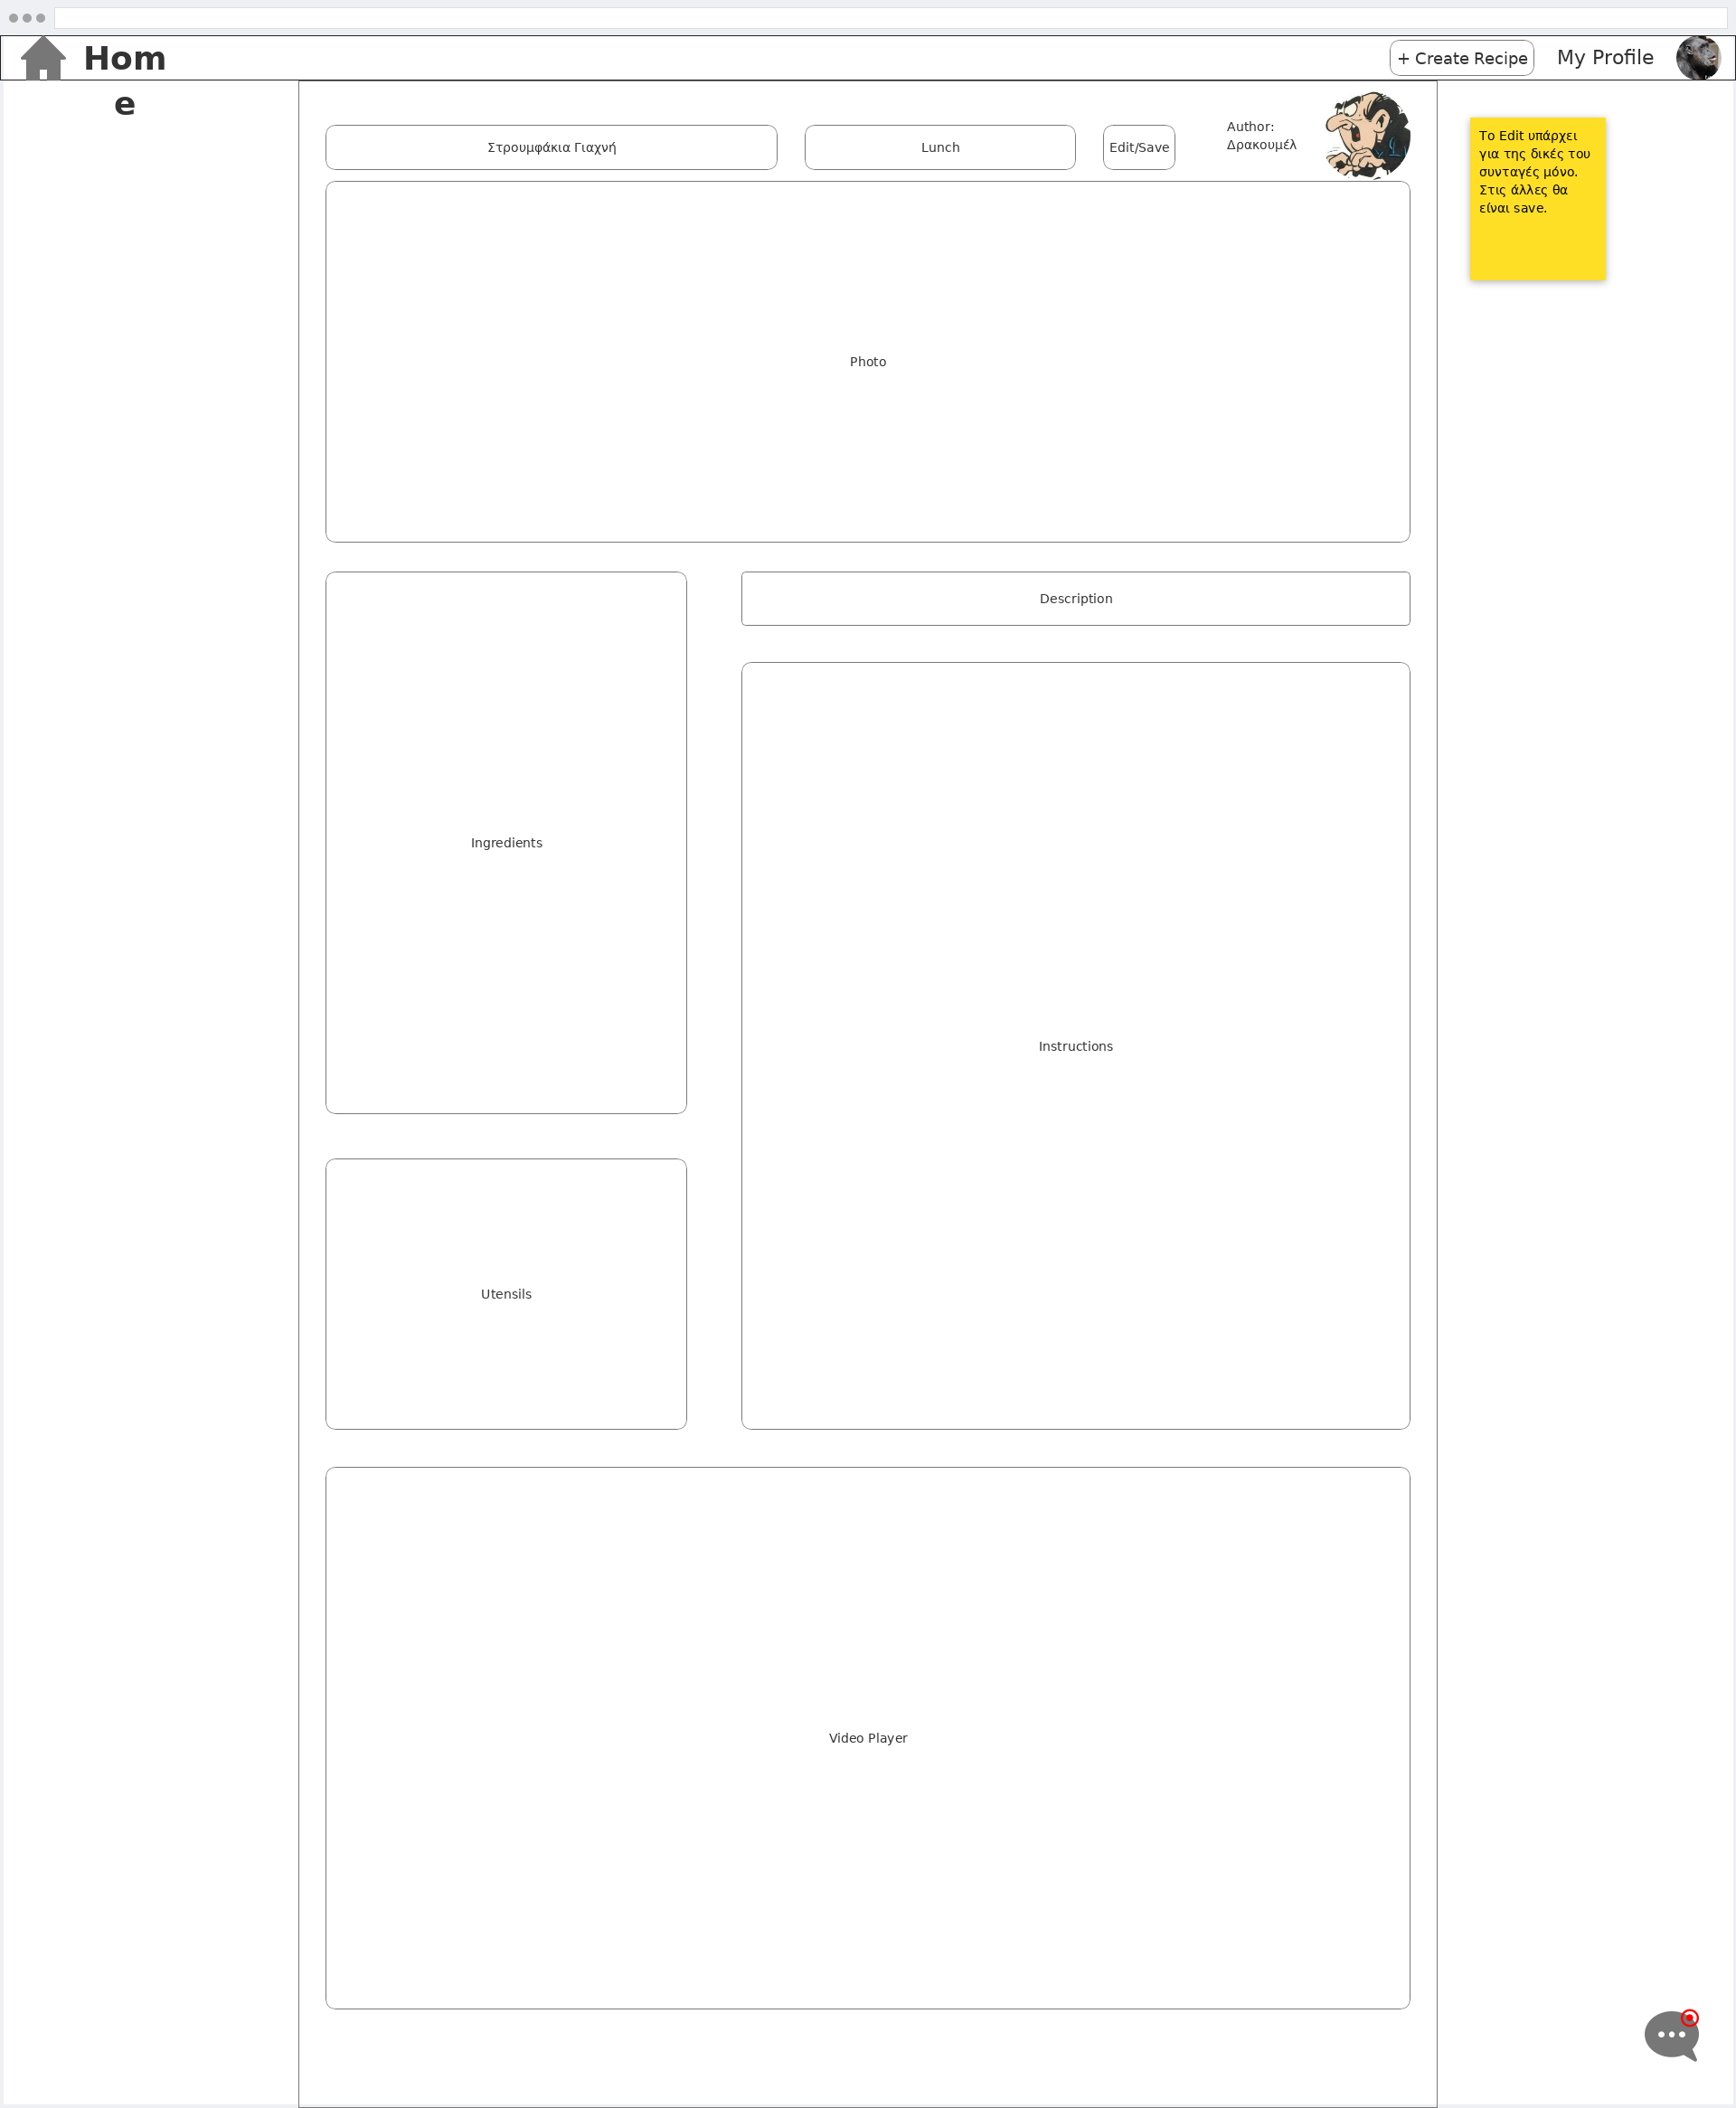 Hom
e
+ Create Recipe
My Profile
Στρουμφάκια Γιαχνή
Lunch
Edit/Save
Author:
Δρακουμέλ
Το Edit υπάρχει
για της δικές του
συνταγές μόνο.
Στις άλλες θα
είναι save.
Photo
Ingredients
Description
Instructions
Utensils
Video Player